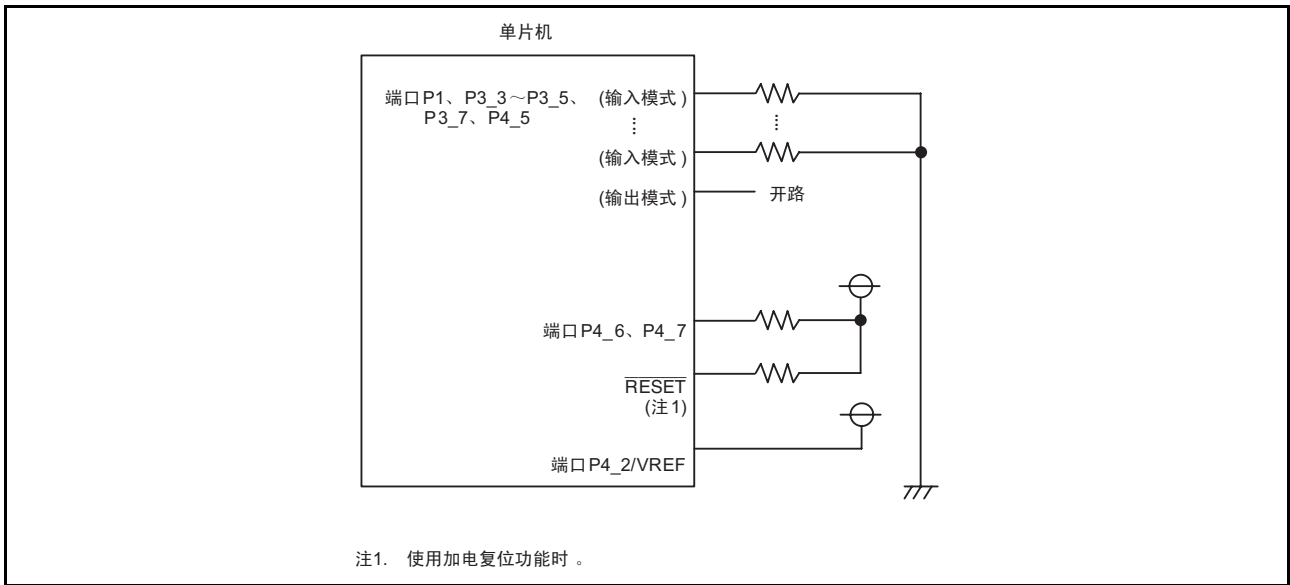 单片机
端口P1、P3_3～P3_5、 (输入模式)
P3_7、P4_5
(输入模式)
(输出模式) 开路
端口P4_6、P4_7
RESET
(注1)
端口P4_2/VREF
注1. 使用加电复位功能时。